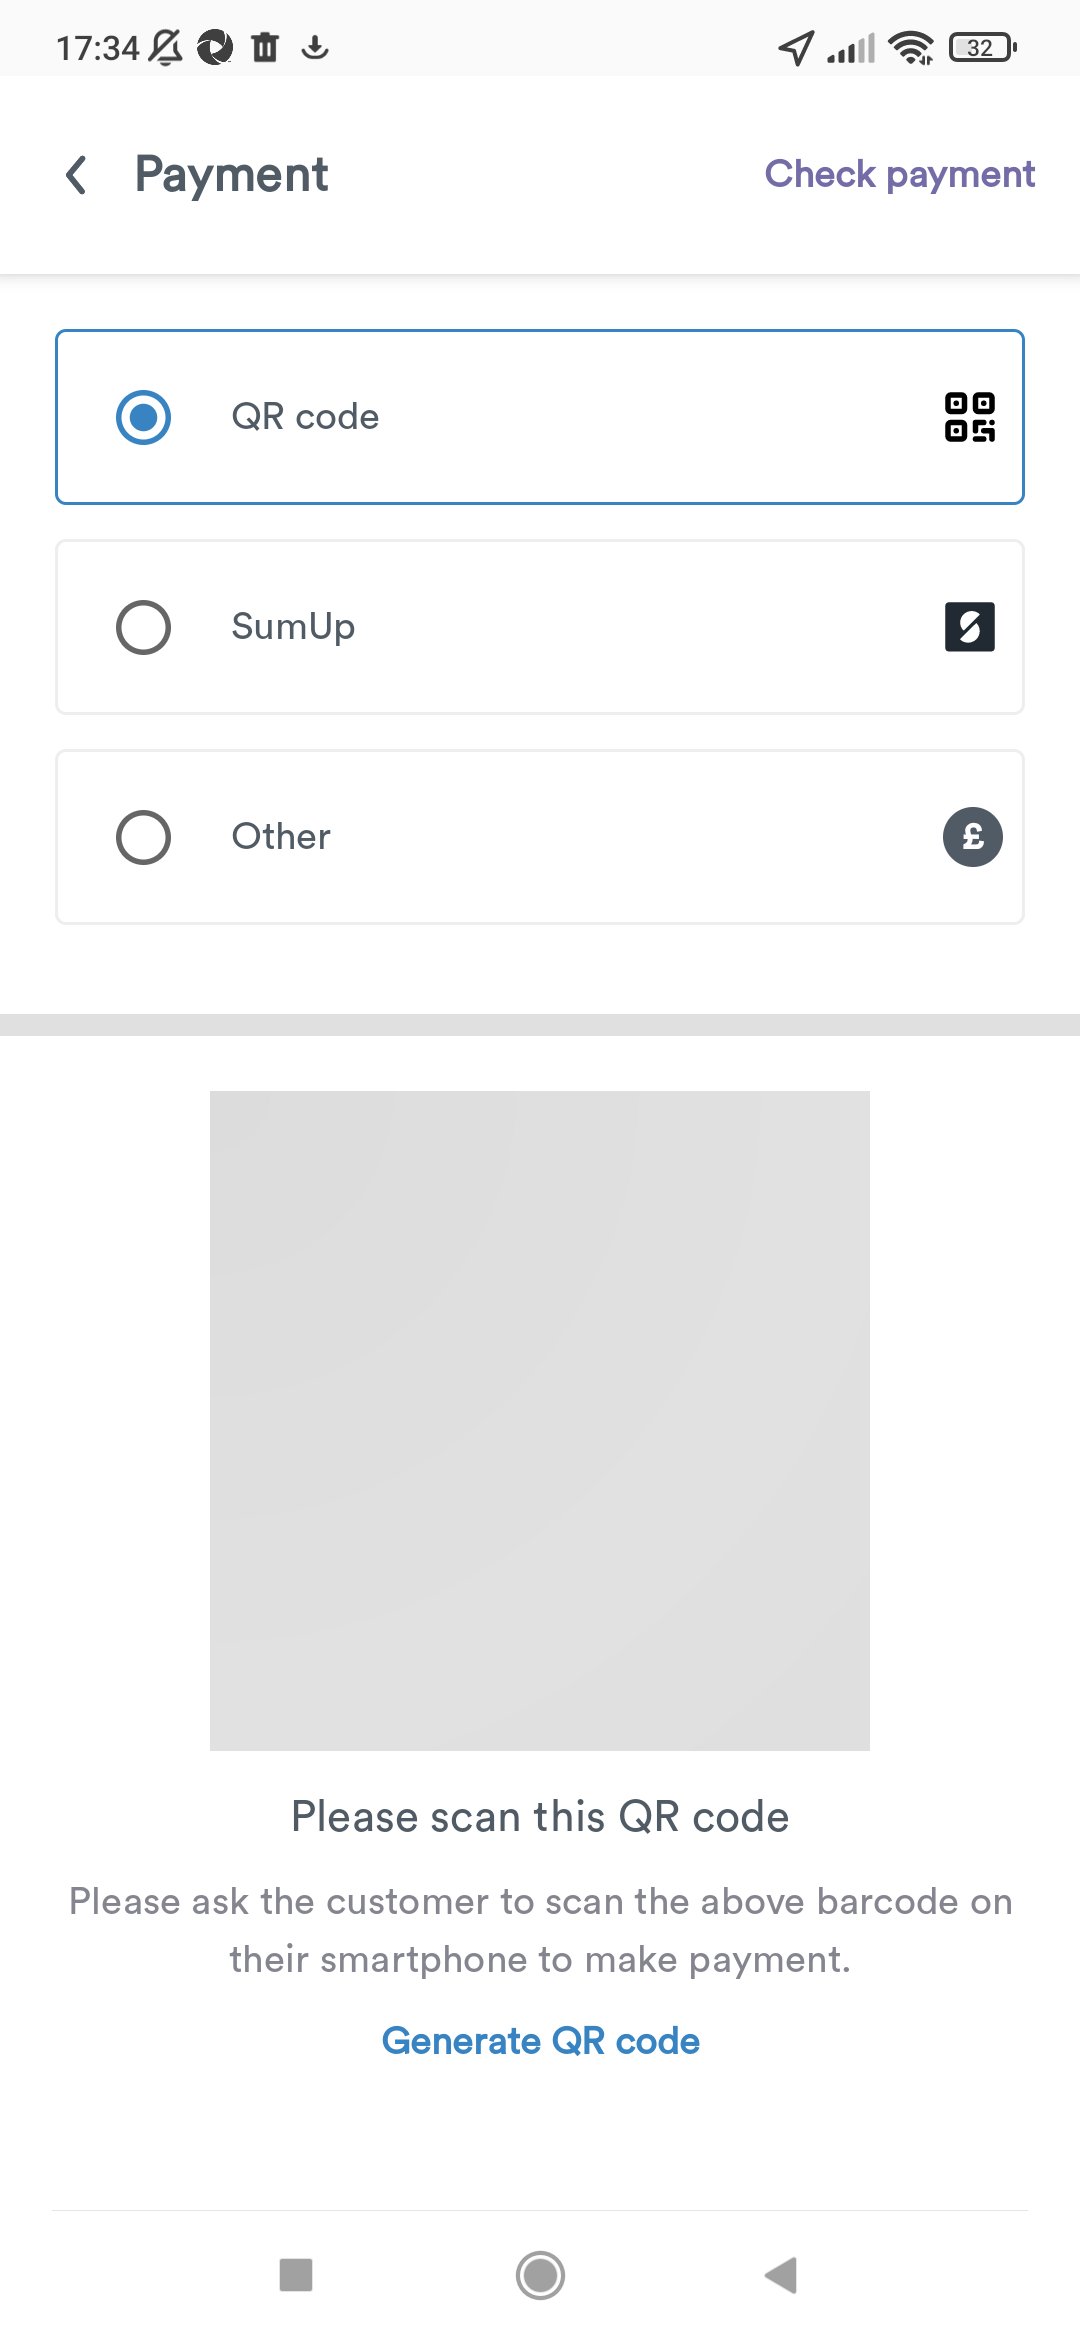 17:34
32
Payment
Check payment
QR code
SumUp
Other
£
Please scan this QR code
Please ask the customer to scan the above barcode on
their smartphone to make payment.
Generate QR code